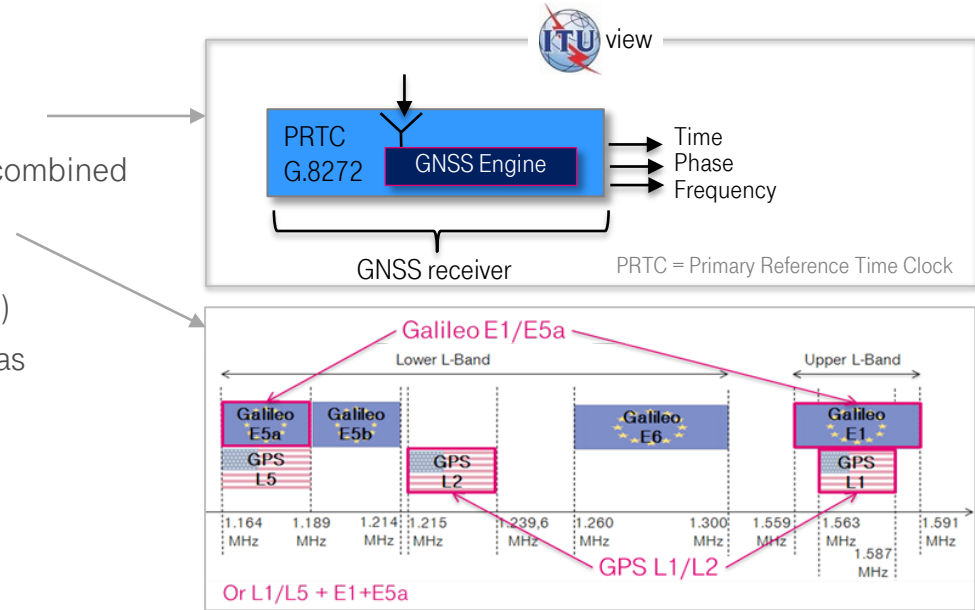 combined
)
as
ITU view
PRTC
G.8272
GNSS Engine
Time
Phase
Frequency
GNSS receiver
PRTC = Primary Reference Time Clock
Galileo E1/E5a
Lower L-Band
Upper L-Band
Galileo
E5a
Galileo
E5b
Galileo
E6
Galileo
E1
GPS
L5
GPS
L2
GPS
L1
1.164
MHz
1.189
MHz
1.214
MHz
1.215
MHz
1.239,6
MHz
1.260
MHz
1.300
MHz
1.559
MHz
1.563
MHz
1.587
MHz
1.591
MHz
GPS L1/L2
Or L1/L5 + E1+E5a